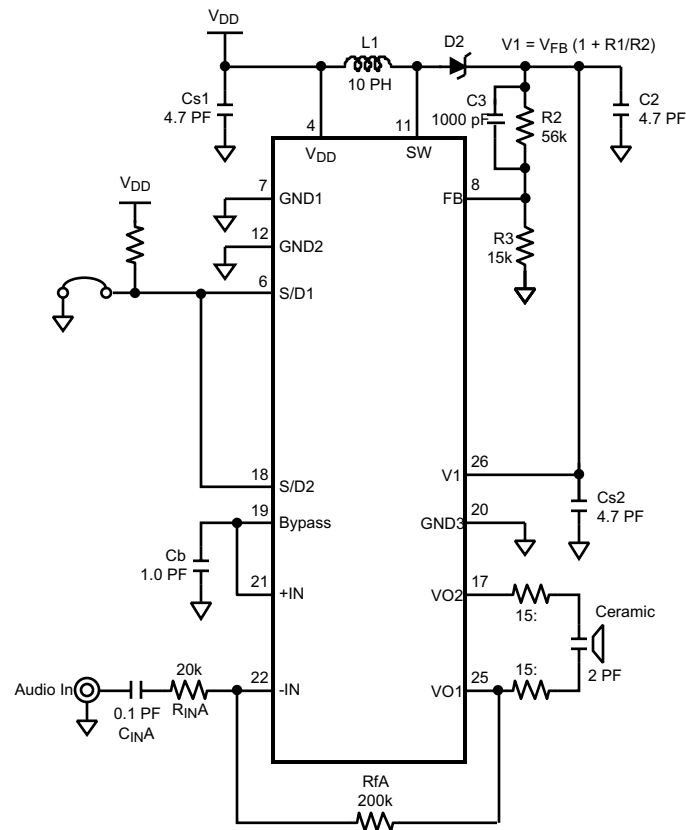 VDD
L1
D2
V1 = VFB (1 + R1/R2)
10 PH
Cs1
4.7 PF
C3
1000 pF
R2
56k
C2
4.7 PF
4
VDD
11
SW
VDD
7
GND1
8
FB
12
GND2
R3
15k
6
S/D1
26
V1
18
S/D2
Cs2
4.7 PF
19
Bypass
20
GND3
Cb
1.0 PF
21
+IN
17
VO2
15:
Ceramic
20k
22
-IN
25
VO1
15:
2 PF
Audio In
0.1 PF
CINA
RINA
RfA
200k